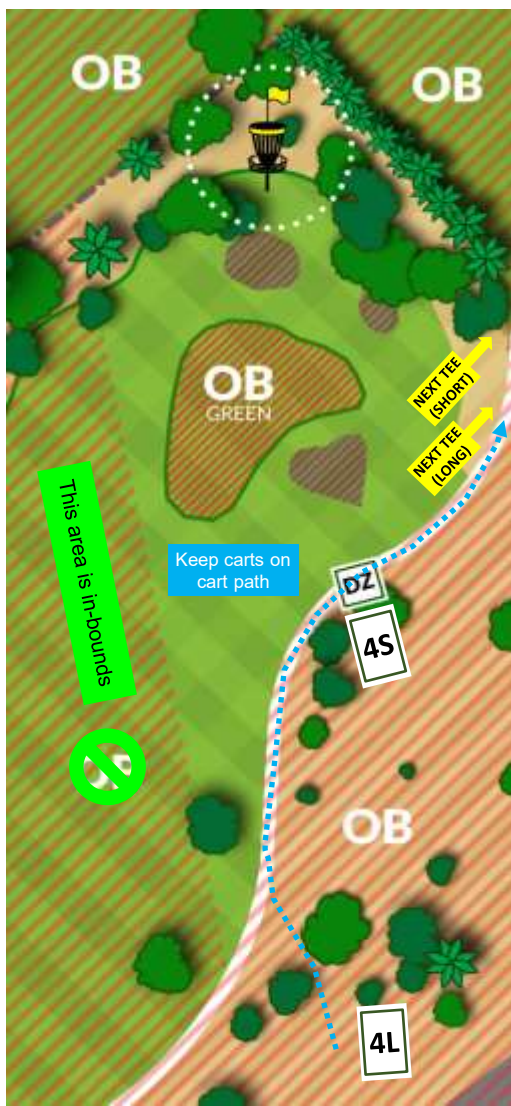 OB
OB
OB
GREEN
NEXT TEE
(SHORT)
NEXT TEE
(LONG)
This area is in-bounds
Keep carts on
cart path
DZ
4S
OB
4L